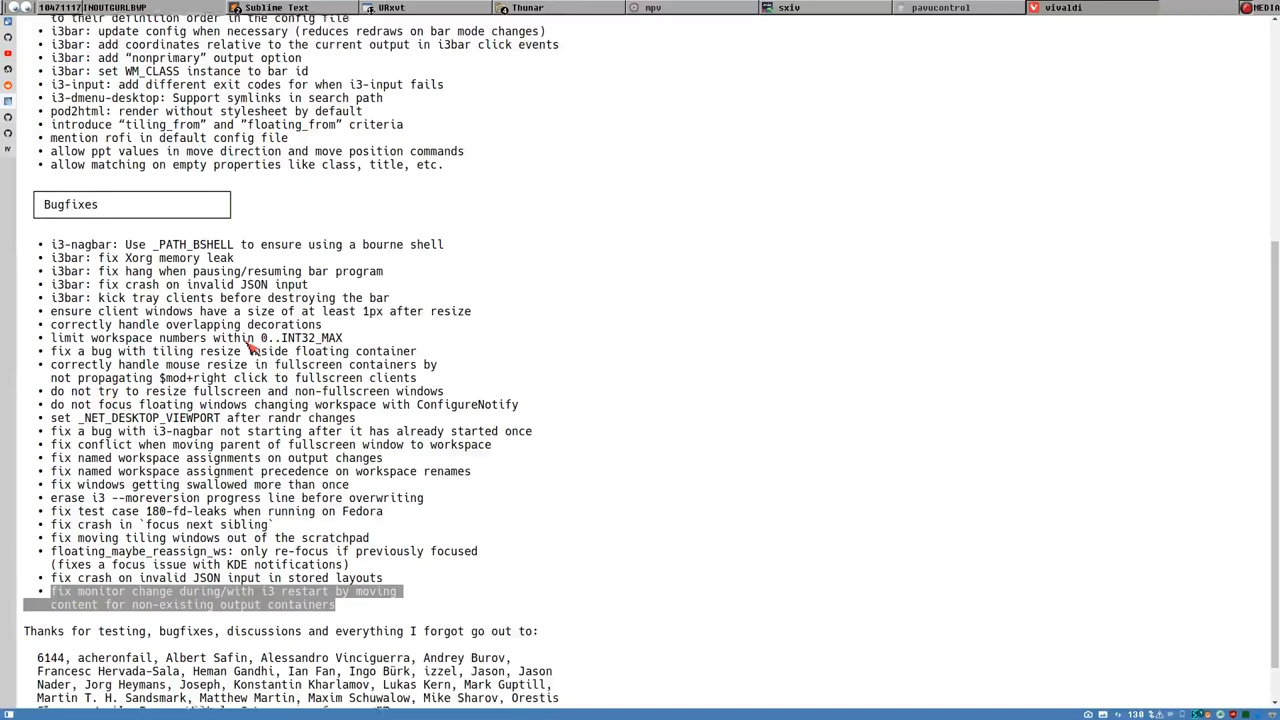 10471117
INOUTGURLBVP
Sublime Text
URxvt
Thunar
mpv
sxiv
pavucontrol
vivaldi
MEDIA
to their definition order in the config file
• i3bar: update config when necessary (reduces redraws on bar mode changes)
• i3bar: add coordinates relative to the current output in i3bar click events
• i3bar: add “nonprimary” output option
• i3bar: set WM_CLASS instance to bar id
• i3-input: add different exit codes for when i3-input fails
• i3-dmenu-desktop: Support symlinks in search path
• pod2html: render without stylesheet by default
• introduce “tiling_from” and ”floating_from” criteria
• mention rofi in default config file
• allow ppt values in move direction and move position commands
• allow matching on empty properties like class, title, etc.
Bugfixes
• i3-nagbar: Use _PATH_BSHELL to ensure using a bourne shell
• i3bar: fix Xorg memory leak
• i3bar: fix hang when pausing/resuming bar program
• i3bar: fix crash on invalid JSON input
• i3bar: kick tray clients before destroying the bar
• ensure client windows have a size of at least 1px after resize
• correctly handle overlapping decorations
• limit workspace numbers within 0..INT32_MAX
• fix a bug with tiling resize inside floating container
• correctly handle mouse resize in fullscreen containers by
not propagating $mod+right click to fullscreen clients
• do not try to resize fullscreen and non-fullscreen windows
• do not focus floating windows changing workspace with ConfigureNotify
• set _NET_DESKTOP_VIEWPORT after randr changes
• fix a bug with i3-nagbar not starting after it has already started once
• fix conflict when moving parent of fullscreen window to workspace
• fix named workspace assignments on output changes
• fix named workspace assignment precedence on workspace renames
• fix windows getting swallowed more than once
• erase i3 --moreversion progress line before overwriting
• fix test case 180-fd-leaks when running on Fedora
• fix crash in `focus next sibling`
• fix moving tiling windows out of the scratchpad
• floating_maybe_reassign_ws: only re-focus if previously focused
(fixes a focus issue with KDE notifications)
• fix crash on invalid JSON input in stored layouts
• fix monitor change during/with i3 restart by moving
content for non-existing output containers
Thanks for testing, bugfixes, discussions and everything I forgot go out to:
6144, acheronfail, Albert Safin, Alessandro Vinciguerra, Andrey Burov,
Francesc Hervada-Sala, Heman Gandhi, Ian Fan, Ingo Bürk, izzel, Jason, Jason
Nader, Jorg Heymans, Joseph, Konstantin Kharlamov, Lukas Kern, Mark Guptill,
Martin T. H. Sandsmark, Matthew Martin, Maxim Schuwalow, Mike Sharov, Orestis
130 %